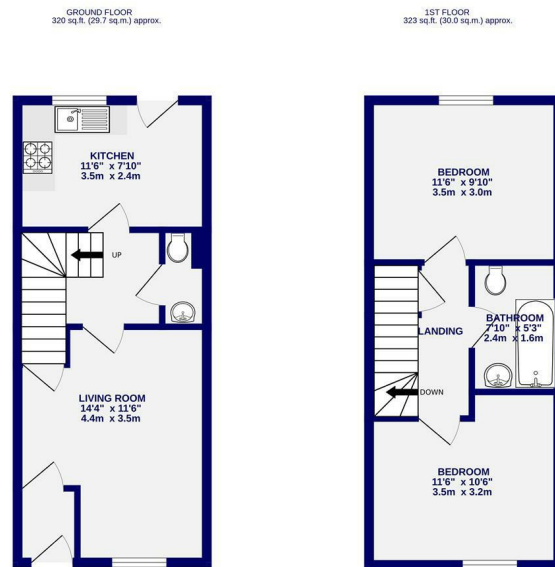 GROUND FLOOR
320 sq.ft. (29.7 sq.m.) approx.
KITCHEN
11'6" x 7'10"
3.5m x 2.4m
UP
LIVING ROOM
14'4" x 11'6"
4.4m x 3.5m
1ST FLOOR
323 sq.ft. (30.0 sq.m.) approx.
BEDROOM
11'6" x 9'10"
3.5m x 3.0m
BATHROOM
7'10" x 5'3"
2.4m x 1.6m
LANDING
DOWN
BEDROOM
11'6" x 10'6"
3.5m x 3.2m